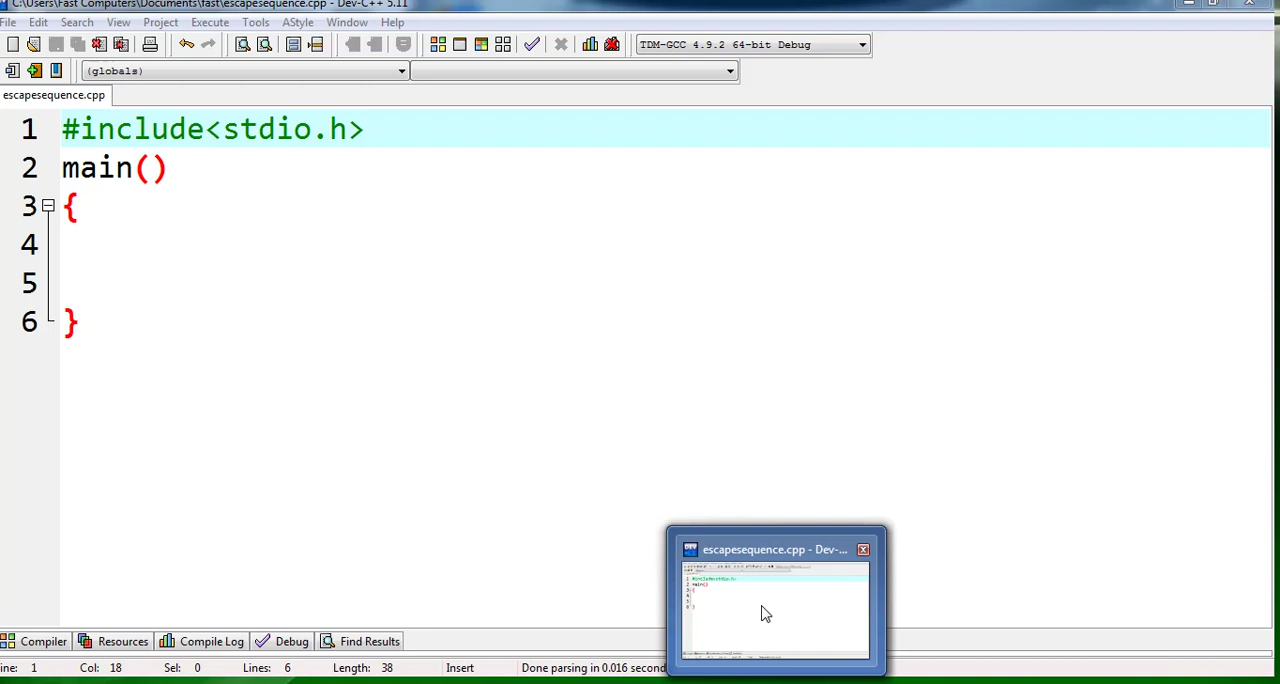 C:\Users\Fast Computers\Documents\fast\escapesequence.cpp - Dev-C++ 5.11
File Edit Search View Project Execute Tools AStyle Window Help
TDM-GCC 4.9.2 64-bit Debug
(globals)
escapesequence.cpp
1 #include<stdio.h>
2 main()
3 {
4
5
6 }
escapesequence.cpp - Dev-...
Compiler Resources Compile Log Debug Find Results
ine: 1 Col: 18 Sel: 0 Lines: 6 Length: 38 Insert Done parsing in 0.016 second